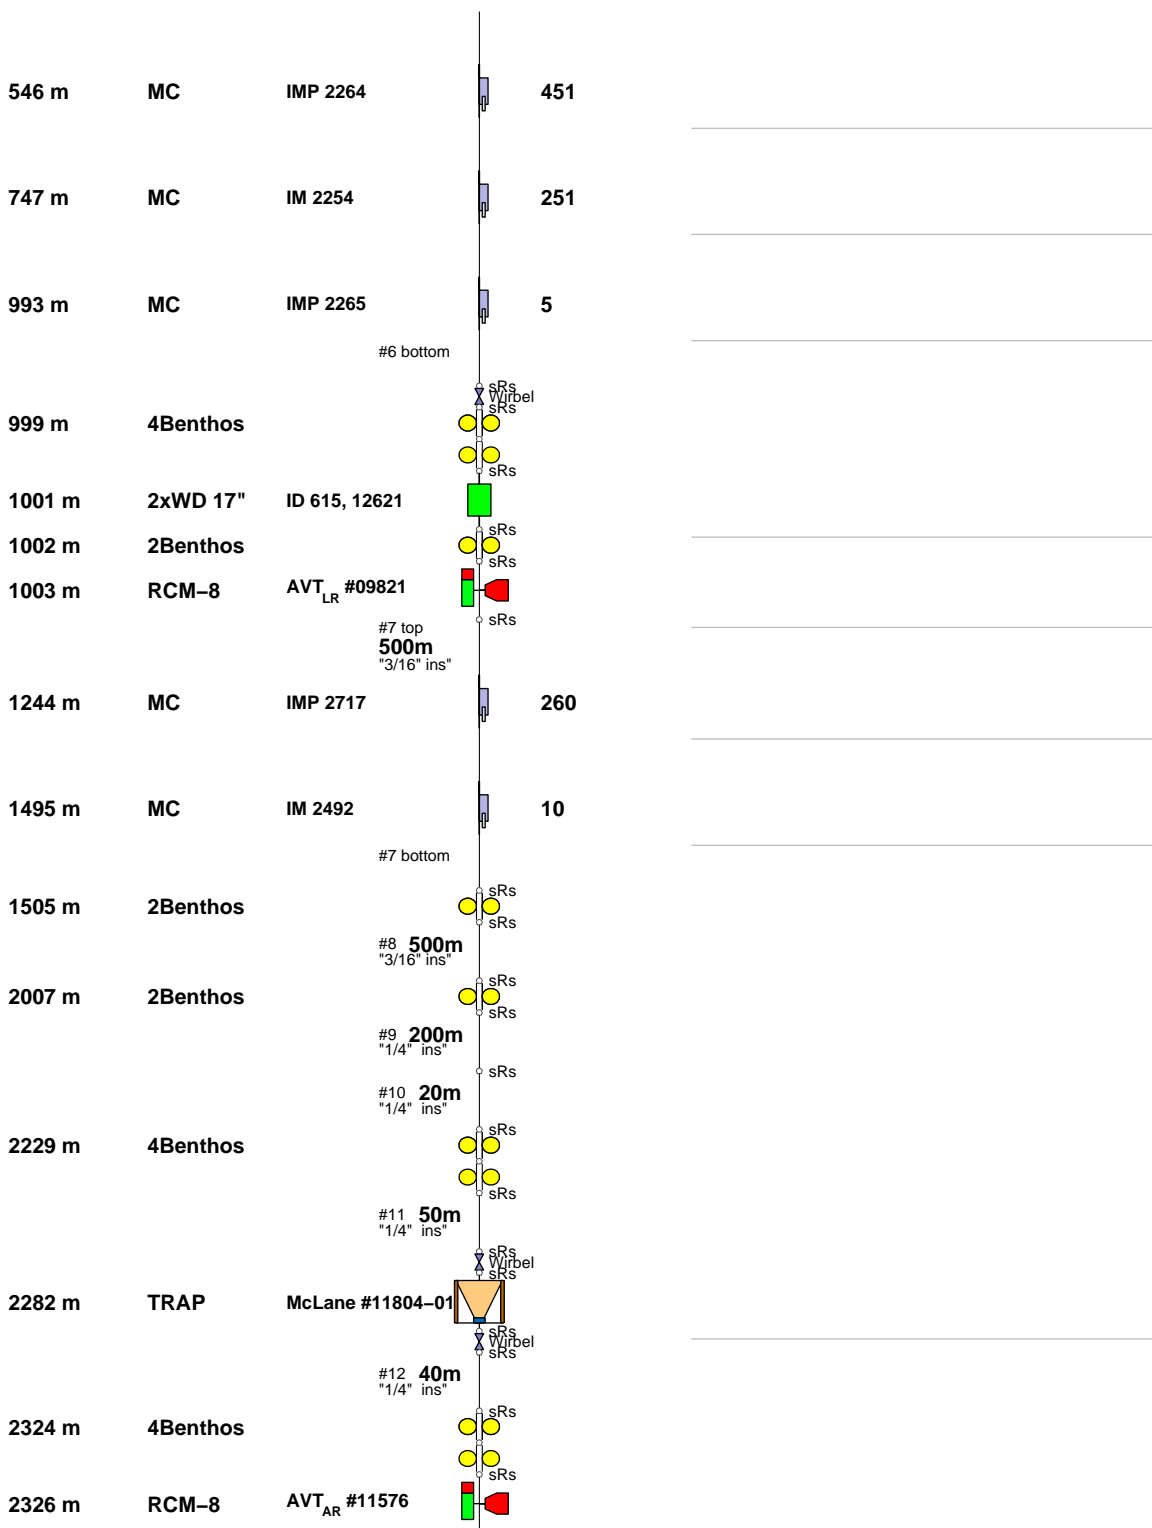 546 m MC IMP 2264 451
747 m MC IM 2254 251
993 m MC IMP 2265 5
#6 bottom
sRs
Wirbel
sRs
999 m 4Benthos
sRs
1001 m 2xWD 17" ID 615, 12621
sRs
1002 m 2Benthos
sRs
1003 m RCM−8 AVT LR #09821
sRs
#7 top
500m
"3/16" ins"
1244 m MC IMP 2717 260
1495 m MC IM 2492 10
#7 bottom
sRs
1505 m 2Benthos
sRs
#8 500m
"3/16" ins"
sRs
2007 m 2Benthos
sRs
#9 200m
"1/4" ins"
sRs
#10 20m
"1/4" ins"
sRs
2229 m 4Benthos
sRs
#11 50m
"1/4" ins"
sRs
Wirbel
sRs
2282 m TRAP McLane #11804−01
sRs
Wirbel
sRs
#12 40m
"1/4" ins"
sRs
2324 m 4Benthos
sRs
2326 m RCM−8 AVT AR #11576